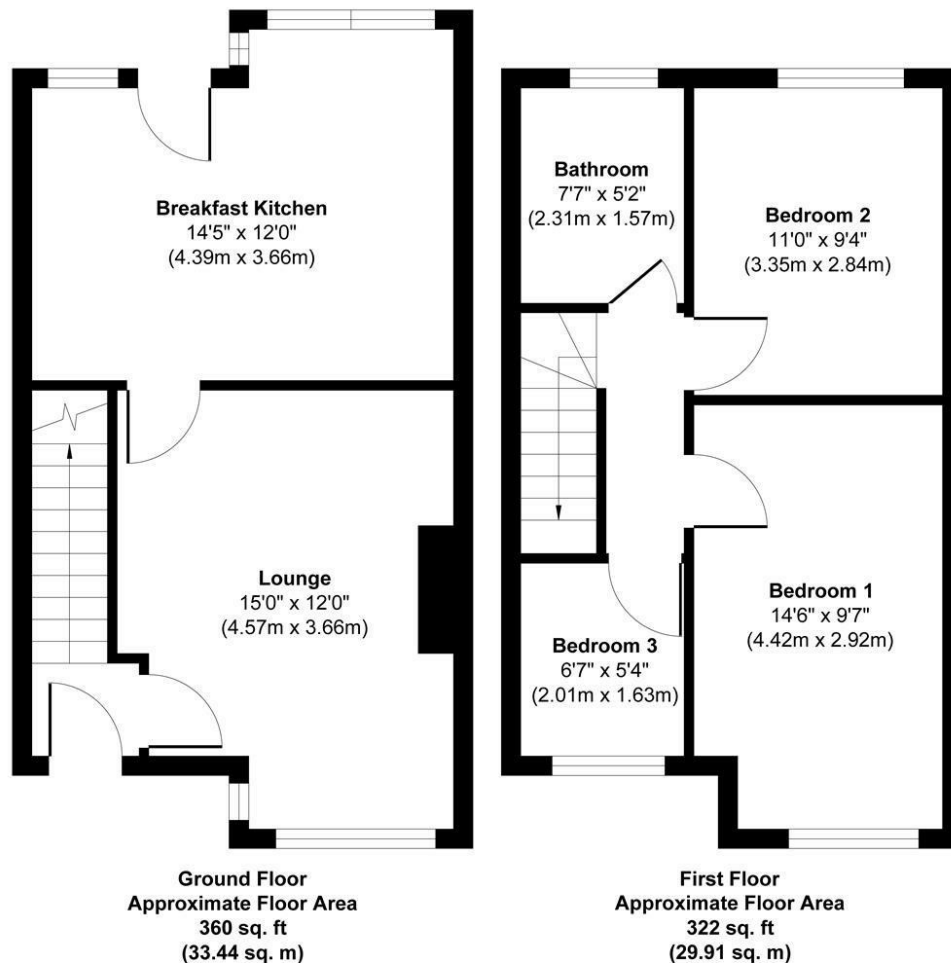 Breakfast Kitchen
14'5" x 12'0"
(4.39m x 3.66m)
Lounge
15'0" x 12'0"
(4.57m x 3.66m)
Ground Floor
Approximate Floor Area
360 sq. ft
(33.44 sq. m)
Bathroom
7'7" x 5'2"
(2.31m x 1.57m)
Bedroom 2
11'0" x 9'4"
(3.35m x 2.84m)
Bedroom 1
14'6" x 9'7"
(4.42m x 2.92m)
Bedroom 3
6'7" x 5'4"
(2.01m x 1.63m)
First Floor
Approximate Floor Area
322 sq. ft
(29.91 sq. m)